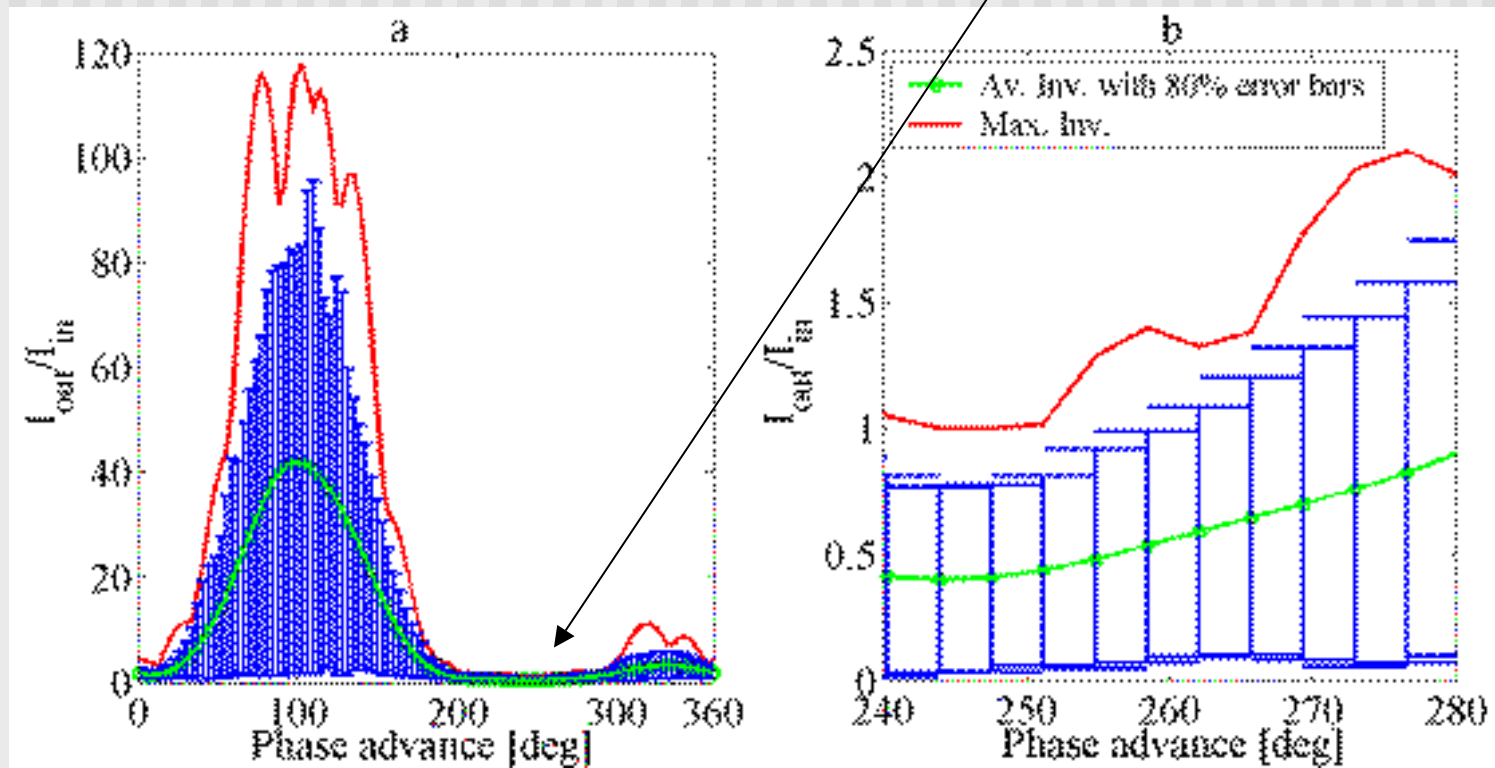 a
120
100
80
60
40
20
0
I_out/I_in
0 100 200 300 360
Phase advance [deg]
b
2.5
2
1.5
1
0.5
0
I_out/I_in
Av. Inv. with 80% error bars
Max. Inv.
240 250 260 270 280
Phase advance [deg]